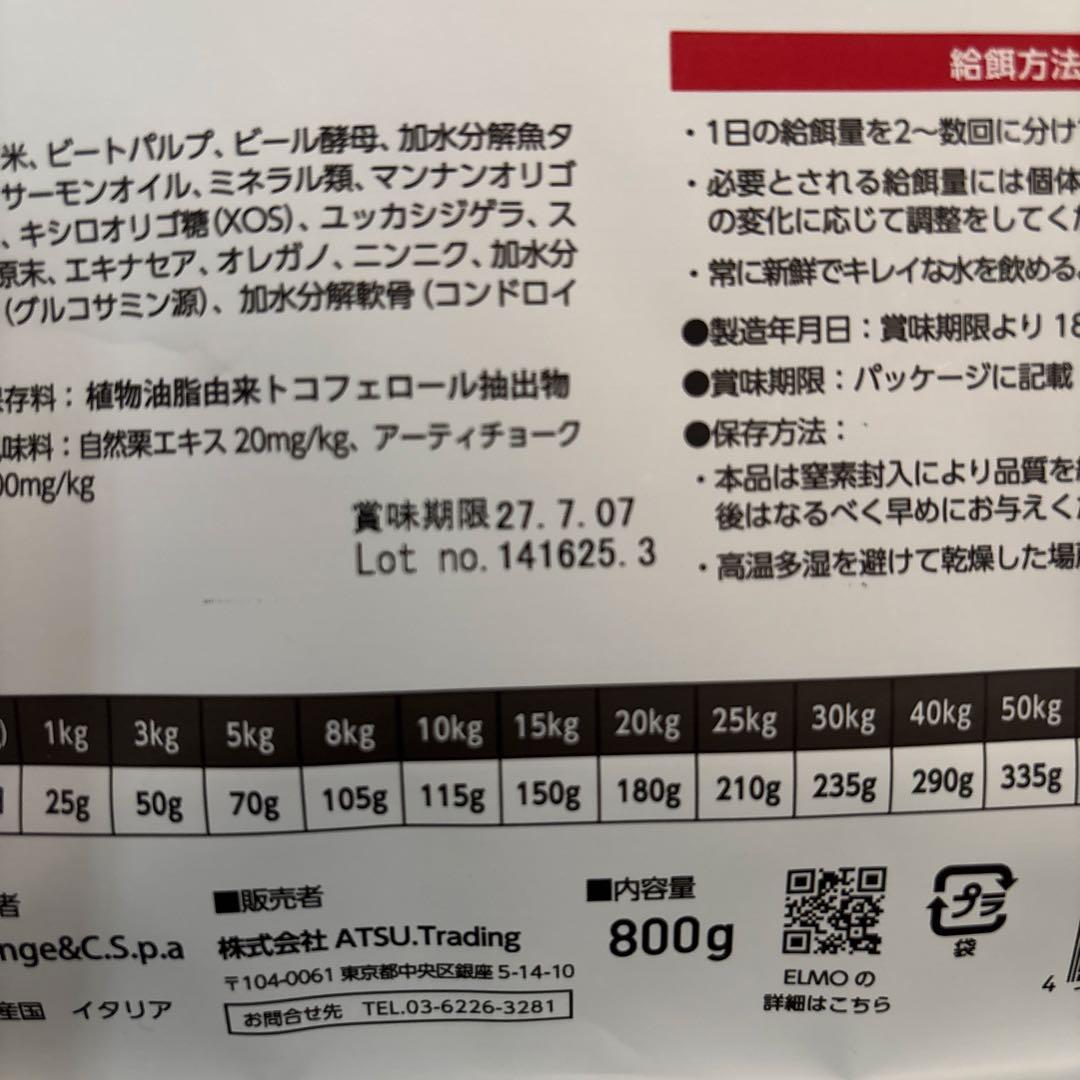 米、ビートパルプ、ビール酵母、加水分解魚タ
サーモンオイル、ミネラル類、マンナンオリゴ
、キシロオリゴ糖(XOS)、ユッカシジゲラ、ス
原末、エキナセア、オレガノ、ニンニク、加水分
(グルコサミン源)、加水分解軟骨(コンドロイ
存料：植物油脂由来トコフェロール抽出物
味料：自然栗エキス 20mg/kg、アーティチョーク
00mg/kg
賞味期限27.7.07
Lot no.141625.3
給餌方法
・1日の給餌量を2〜数回に分け
・必要とされる給餌量には個体
の変化に応じて調整をしてくだ
・常に新鮮でキレイな水を飲める
●製造年月日：賞味期限より 18
●賞味期限：パッケージに記載
●保存方法：
・本品は窒素封入により品質を
後はなるべく早めにお与えくだ
・高温多湿を避けて乾燥した場所
) 1kg 3kg 5kg 8kg 10kg 15kg 20kg 25kg 30kg 40kg 50kg
25g 50g 70g 105g 115g 150g 180g 210g 235g 290g 335g
者
nge&C.S.p.a
産国 イタリア
■販売者
株式会社 ATSU.Trading
〒104-0061 東京都中央区銀座 5-14-10
お問合せ先 TEL.03-6226-3281
■内容量
800g
ELMO の
詳細はこちら
プラ
袋
4